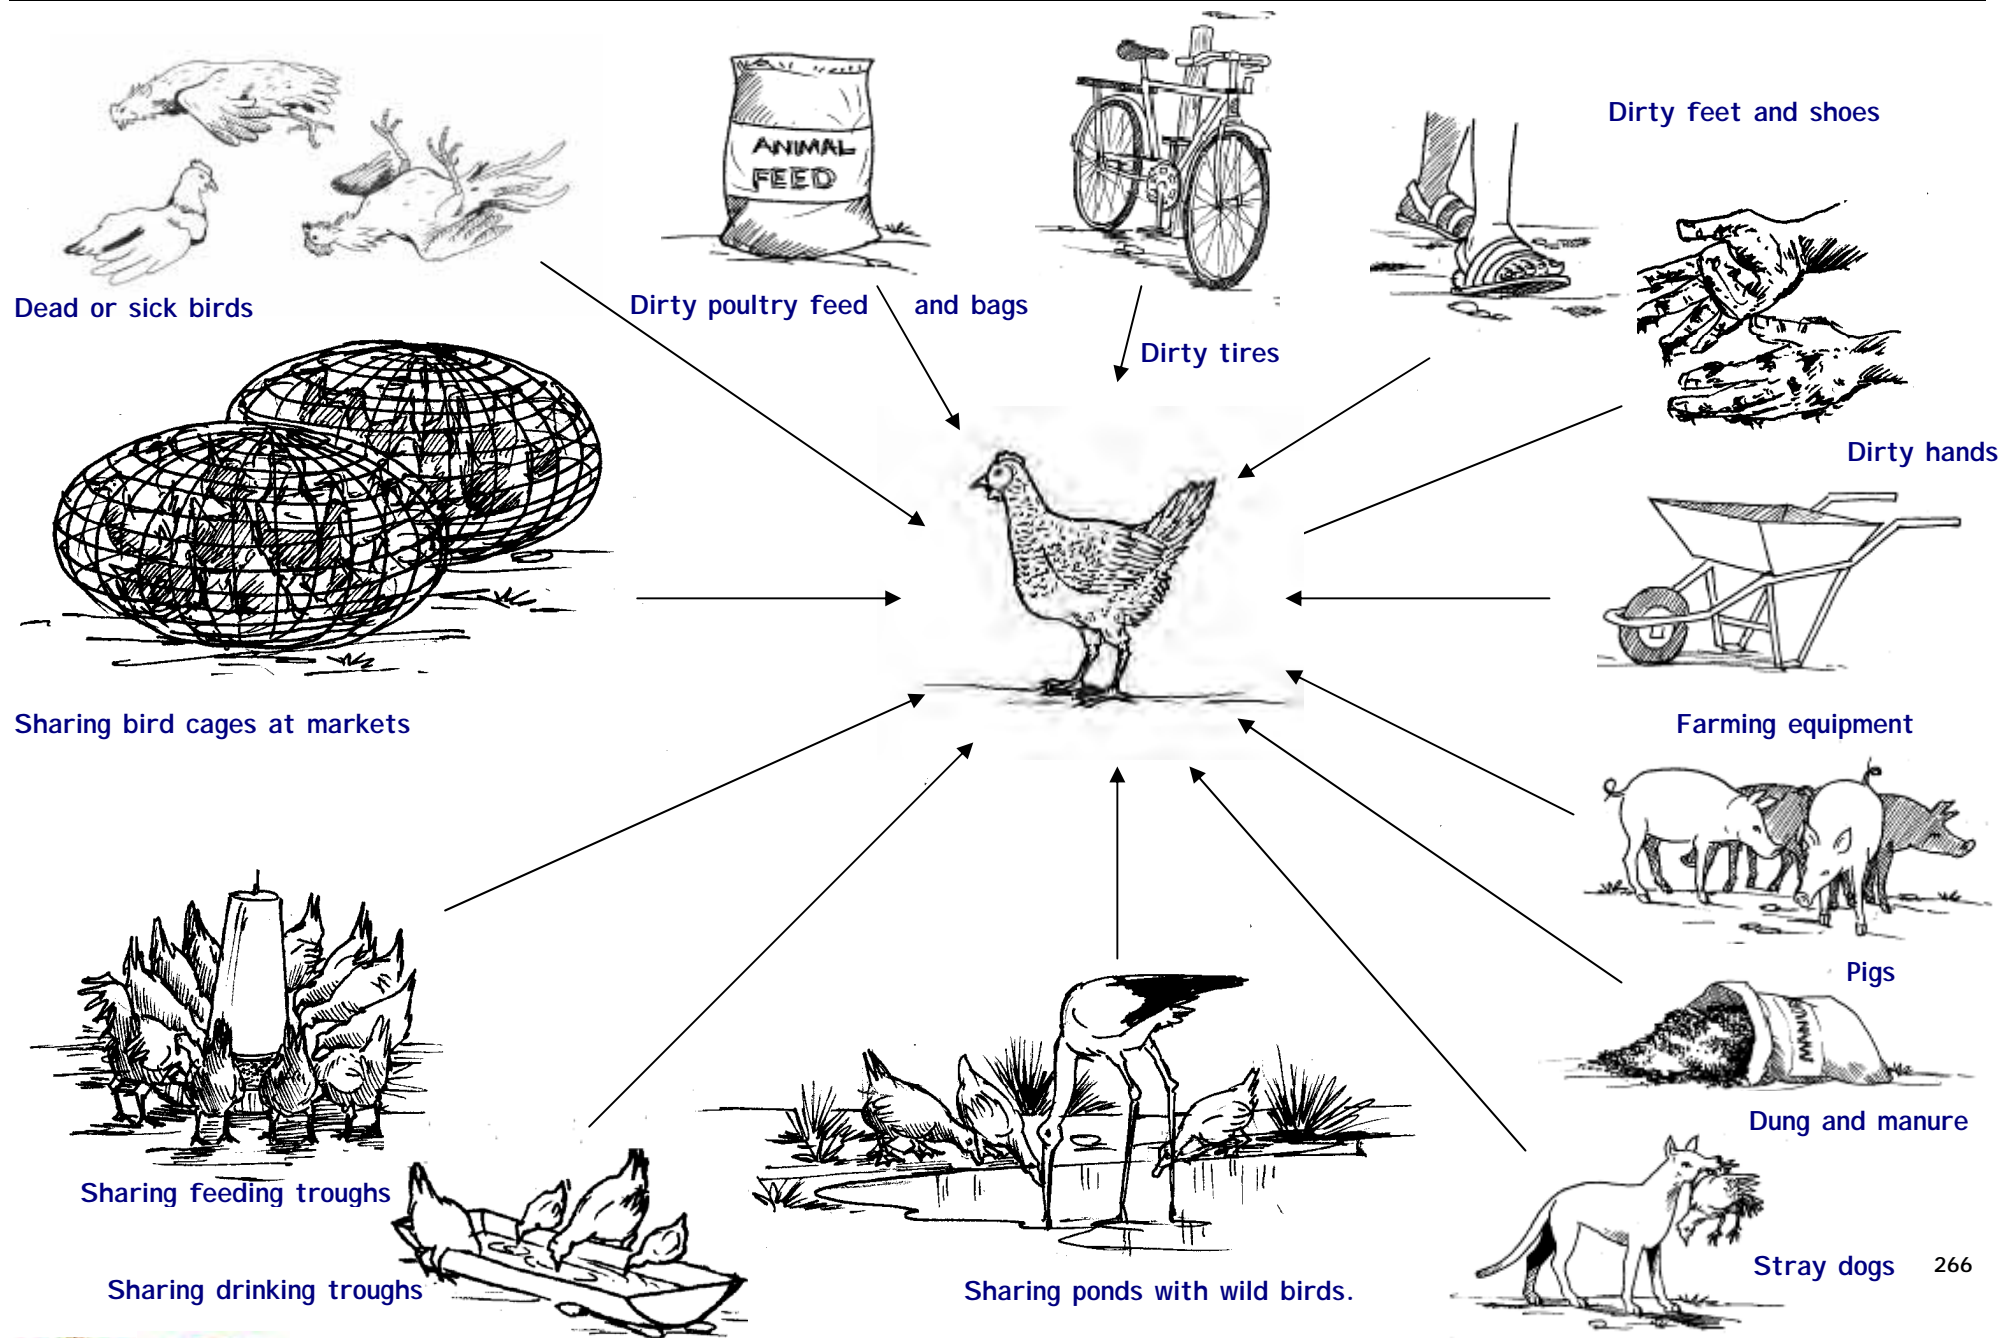 ANIMAL
FEED
Dirty feet and shoes
Dead or sick birds
Dirty poultry feed and bags
Dirty tires
Dirty hands
Sharing bird cages at markets
Farming equipment
Pigs
Dung and manure
Sharing feeding troughs
Sharing drinking troughs
Sharing ponds with wild birds.
Stray dogs
266